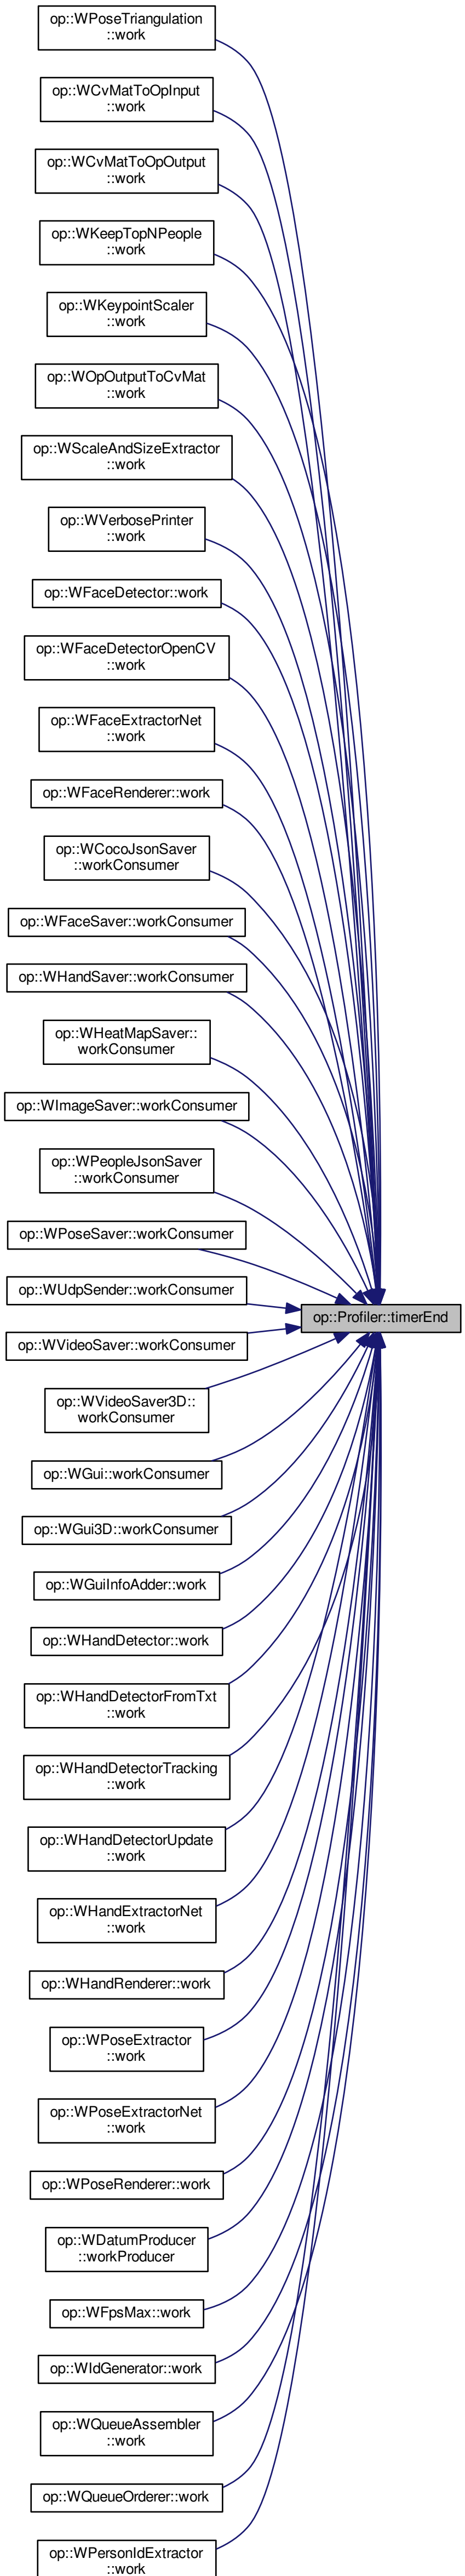 op::WPoseTriangulation
::work
op::WCvMatToOpInput
::work
op::WCvMatToOpOutput
::work
op::WKeepTopNPeople
::work
op::WKeypointScaler
::work
op::WOpOutputToCvMat
::work
op::WScaleAndSizeExtractor
::work
op::WVerbosePrinter
::work
op::WFaceDetector::work
op::WFaceDetectorOpenCV
::work
op::WFaceExtractorNet
::work
op::WFaceRenderer::work
op::WCocoJsonSaver
::workConsumer
op::WFaceSaver::workConsumer
op::WHandSaver::workConsumer
op::WHeatMapSaver::
workConsumer
op::WImageSaver::workConsumer
op::WPeopleJsonSaver
::workConsumer
op::WPoseSaver::workConsumer
op::WUdpSender::workConsumer
op::Profiler::timerEnd
op::WVideoSaver::workConsumer
op::WVideoSaver3D::
workConsumer
op::WGui::workConsumer
op::WGui3D::workConsumer
op::WGuiInfoAdder::work
op::WHandDetector::work
op::WHandDetectorFromTxt
::work
op::WHandDetectorTracking
::work
op::WHandDetectorUpdate
::work
op::WHandExtractorNet
::work
op::WHandRenderer::work
op::WPoseExtractor
::work
op::WPoseExtractorNet
::work
op::WPoseRenderer::work
op::WDatumProducer
::workProducer
op::WFpsMax::work
op::WIdGenerator::work
op::WQueueAssembler
::work
op::WQueueOrderer::work
op::WPersonIdExtractor
::work